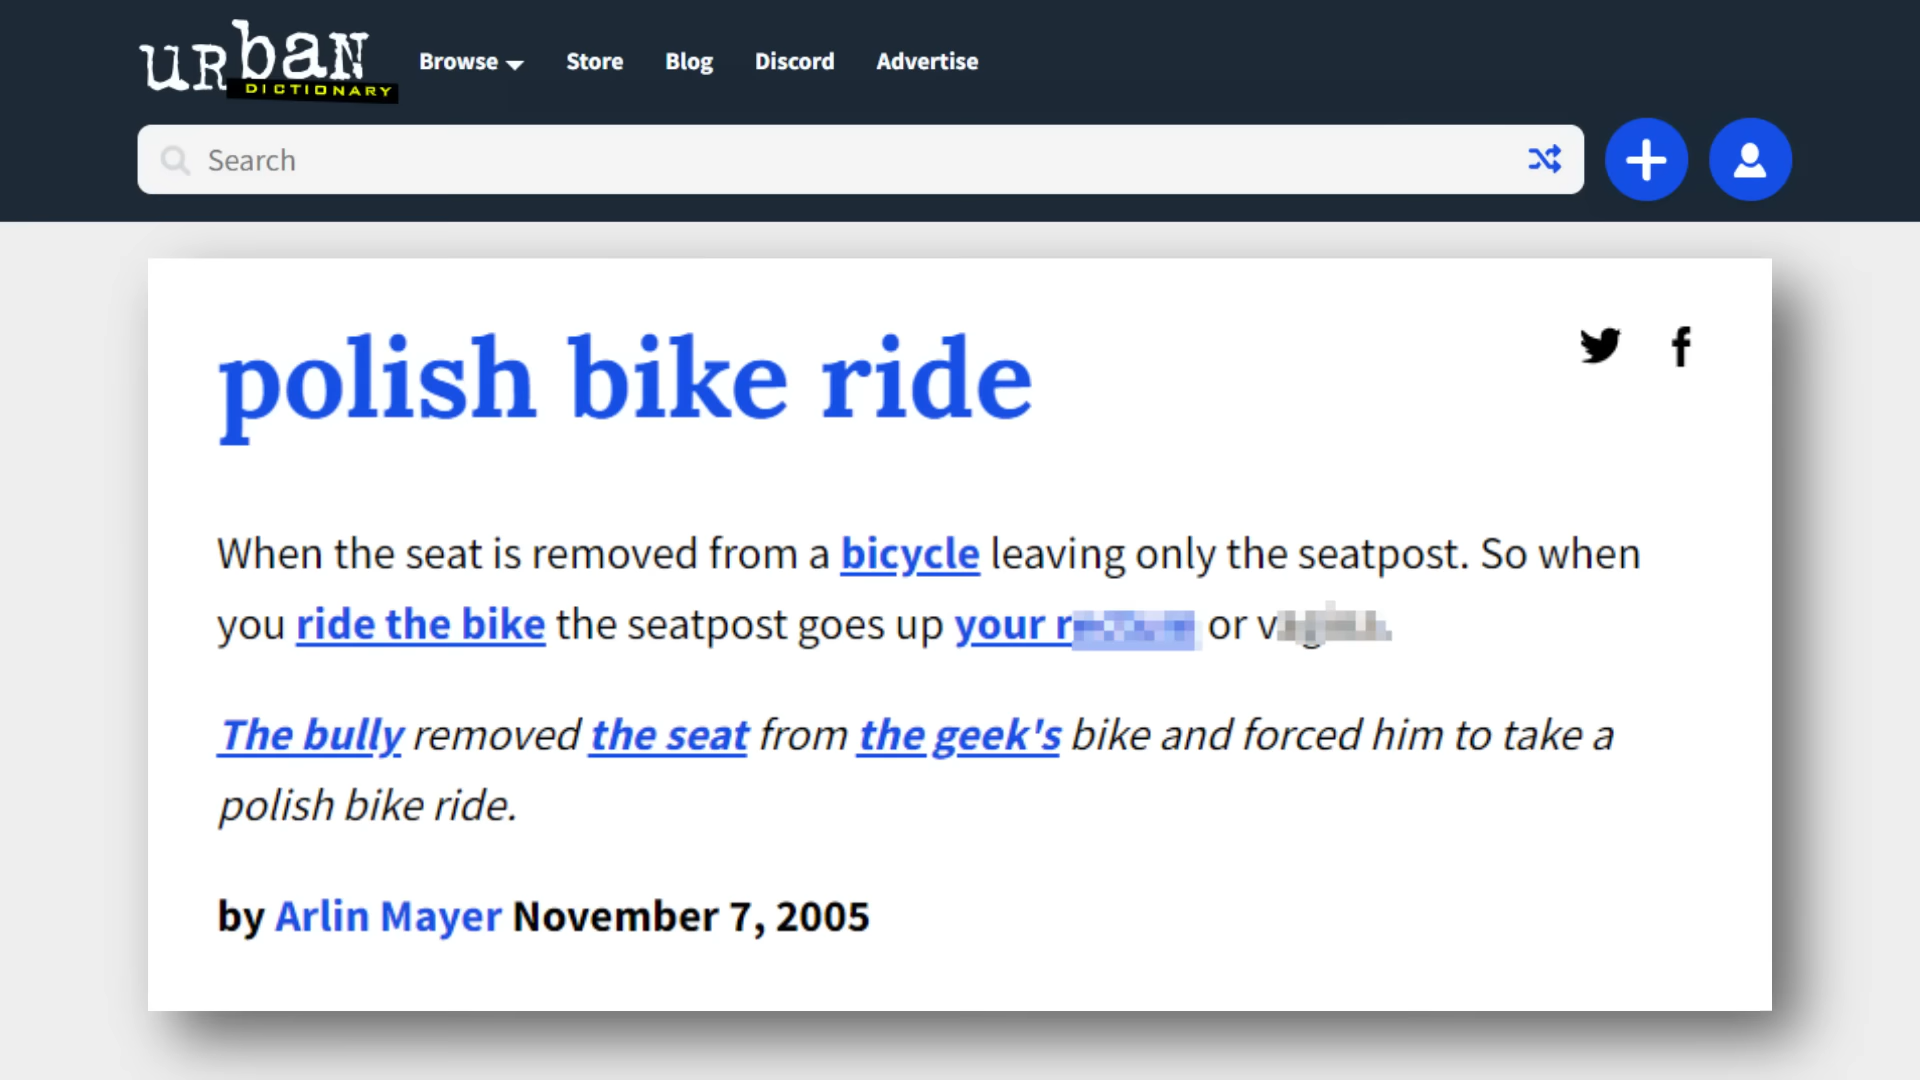 urban
DICTIONARY
Browse Store Blog Discord Advertise
Search
polish bike ride
When the seat is removed from a bicycle leaving only the seatpost. So when
you ride the bike the seatpost goes up your or
The bully removed the seat from the geek's bike and forced him to take a
polish bike ride.
by Arlin Mayer November 7, 2005